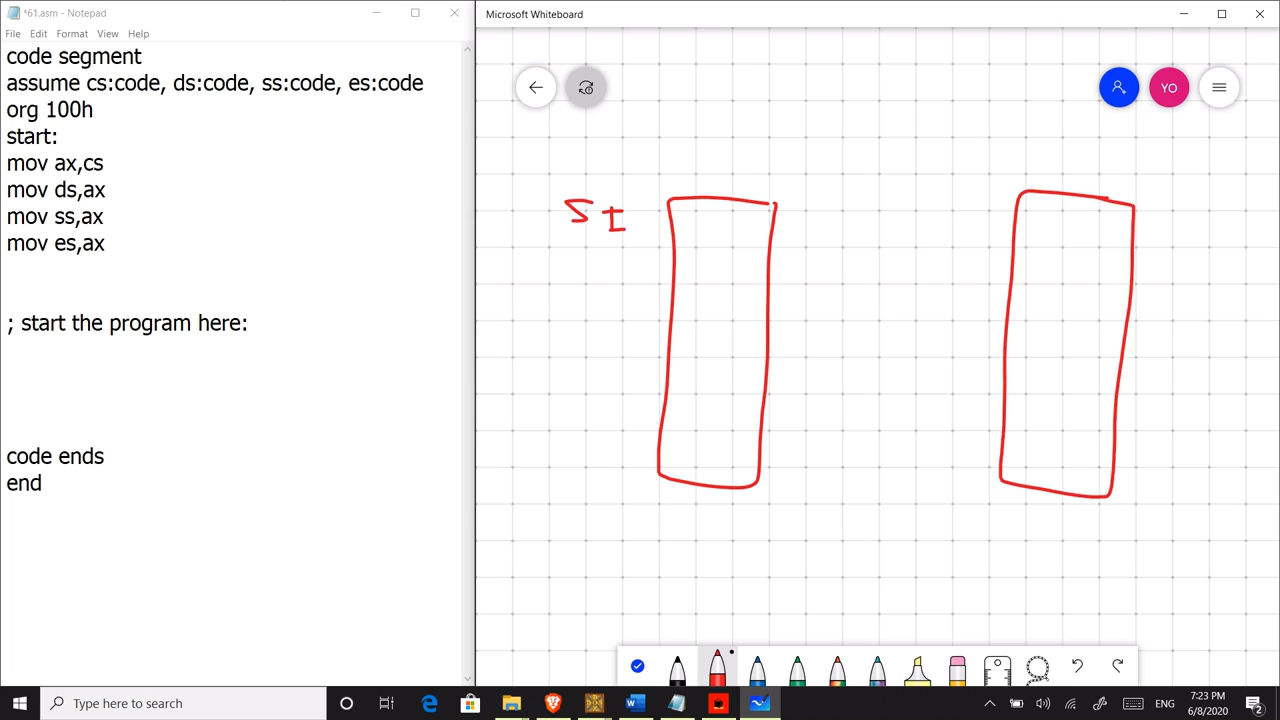 *61.asm - Notepad
File Edit Format View Help
code segment
assume cs:code, ds:code, ss:code, es:code
org 100h
start:
mov ax,cs
mov ds,ax
mov ss,ax
mov es,ax
; start the program here:
code ends
end
Microsoft Whiteboard
YO
SI
Type here to search
W
ENG
7:23 PM
6/8/2020
2